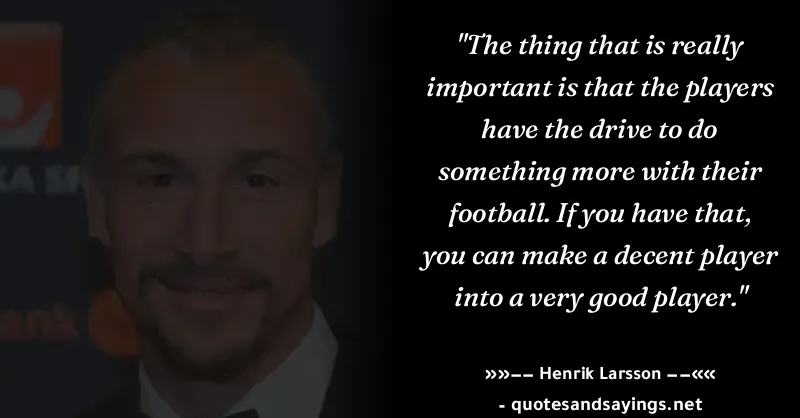 "The thing that is really
important is that the players
have the drive to do
something more with their
football. If you have that,
you can make a decent player
into a very good player."
»»−− Henrik Larsson −−««
- quotesandsayings.net